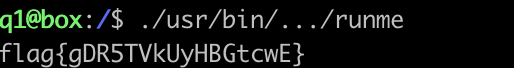 q1@box:/$ ./usr/bin/.../runme
flag{gDR5TVkUyHBGtcwE}